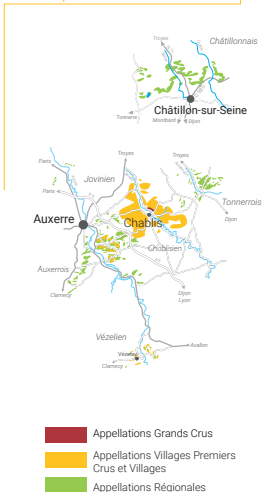 Châtillonnais
Troyes
Châtillon-sur-Seine
Tonnerre
Montbard
Dijon
Troyes
Troyes
Paris
Jovinien
Paris
Tonnerrois
Auxerre
Chablis
Dijon
Chablisien
Auxerrois
Clamecy
Dijon
Lyon
Vézelien
Avallon
Vézelay
Clamecy
Appellations Grands Crus
Appellations Villages Premiers
Crus et Villages
Appellations Régionales